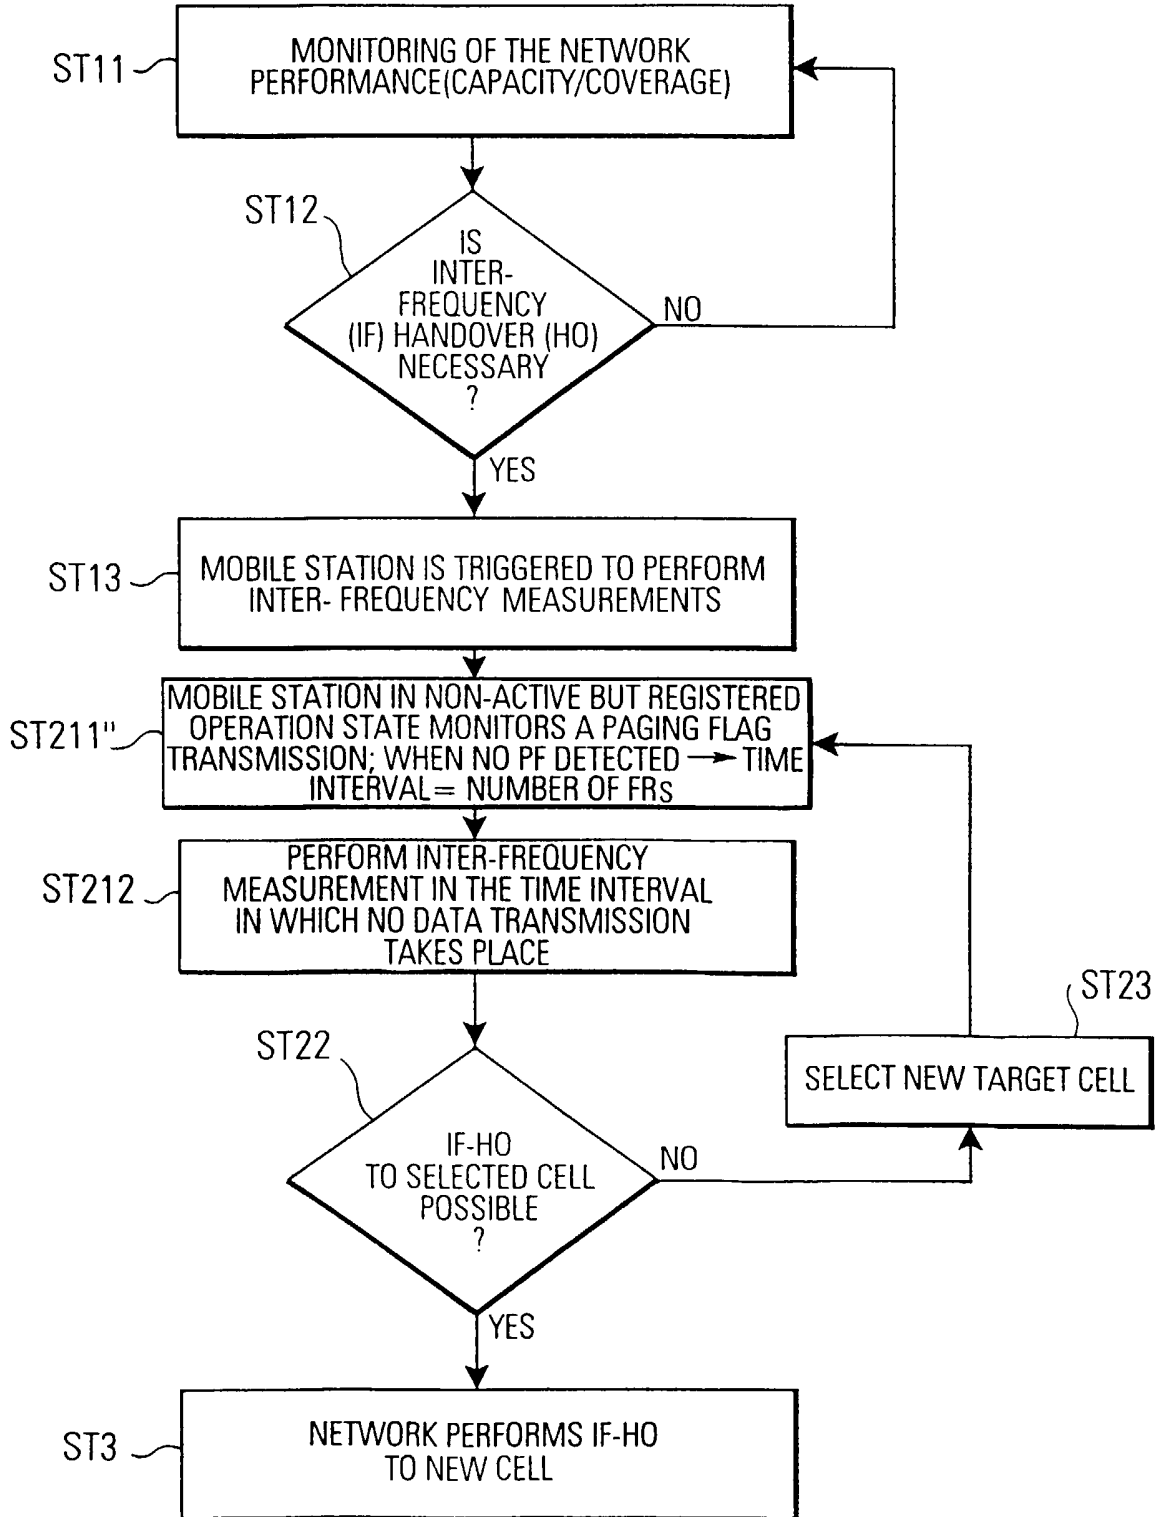 ST11
MONITORING OF THE NETWORK
PERFORMANCE(CAPACITY/COVERAGE)
ST12
IS
INTER-
FREQUENCY
(IF) HANDOVER (HO)
NECESSARY
?
NO
YES
ST13
MOBILE STATION IS TRIGGERED TO PERFORM
INTER- FREQUENCY MEASUREMENTS
ST211"
MOBILE STATION IN NON-ACTIVE BUT REGISTERED
OPERATION STATE MONITORS A PAGING FLAG
TRANSMISSION; WHEN NO PF DETECTED → TIME
INTERVAL= NUMBER OF FRS
ST212
PERFORM INTER-FREQUENCY
MEASUREMENT IN THE TIME INTERVAL
IN WHICH NO DATA TRANSMISSION
TAKES PLACE
ST23
SELECT NEW TARGET CELL
ST22
IF-HO
TO SELECTED CELL
POSSIBLE
?
NO
YES
ST3
NETWORK PERFORMS IF-HO
TO NEW CELL